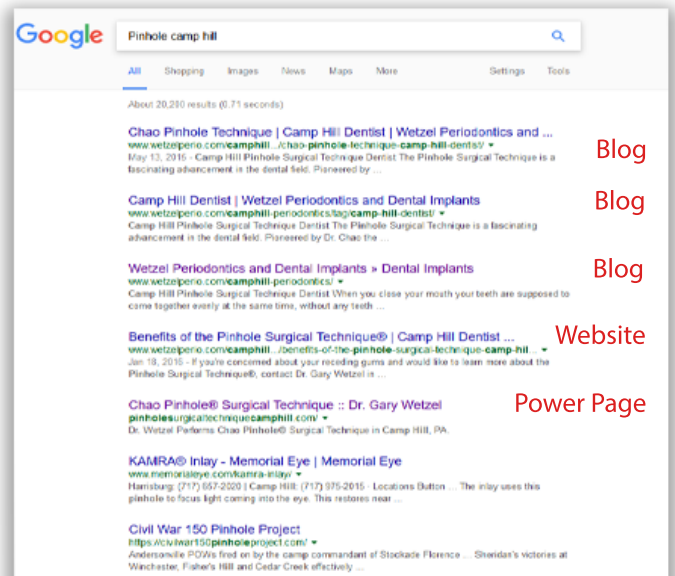 Google Pinhole camp hill
All Shopping Images News Maps More Settings Tools
About 20,200 results (0.71 seconds)
Chao Pinhole Technique | Camp Hill Dentist | Wetzel Periodontics and ...
www.wetzelperio.com/camphill.../chao-pinhole-technique-camp-hill-dentist/
Blog
May 13, 2015 - Camp Hill Pinhole Surgical Technique Dentist The Pinhole Surgical Technique is a
fascinating advancement in the dental field. Pioneered by ...
Camp Hill Dentist | Wetzel Periodontics and Dental Implants
Blog
www.wetzelperio.com/camphill-periodontics/tag/camp-hill-dentist/
Camp Hill Pinhole Surgical Technique Dentist The Pinhole Surgical Technique is a fascinating
advancement in the dental field. Pioneered by Dr. Chao the ...
Wetzel Periodontics and Dental Implants » Dental Implants
Blog
www.wetzelperio.com/camphill-periodontics/
Camp Hill Pinhole Surgical Technique Dentist When you close your mouth your teeth are supposed to
come together evenly at the same time, without any teeth ...
Benefits of the Pinhole Surgical Technique® | Camp Hill Dentist ...
Website
www.wetzelperio.com/camphill.../benefits-of-the-pinhole-surgical-technique-camp-hil...
Jan 18, 2015 - If you're concerned about your receding gums and would like to learn more about the
Pinhole Surgical Technique®, contact Dr. Gary Wetzel in ...
Chao Pinhole® Surgical Technique :: Dr. Gary Wetzel
Power Page
pinholesurgicaltechniquecamphill.com/
Dr. Wetzel Performs Chao Pinhole® Surgical Technique in Camp Hill, PA.
KAMRA® Inlay - Memorial Eye | Memorial Eye
www.memorialeye.com/kamra-inlay/
Harrisburg: (717) 657-2020 | Camp Hill: (717) 975-2015 - Locations Button ... The inlay uses this
pinhole to focus light coming into the eye. This restores near ...
Civil War 150 Pinhole Project
https://civilwar150pinholeproject.com/
Andersonville POWs fired on by the camp commandant of Stockade Florence ... Sheridan's victories at
Winchester, Fisher's Hill and Cedar Creek effectively ...